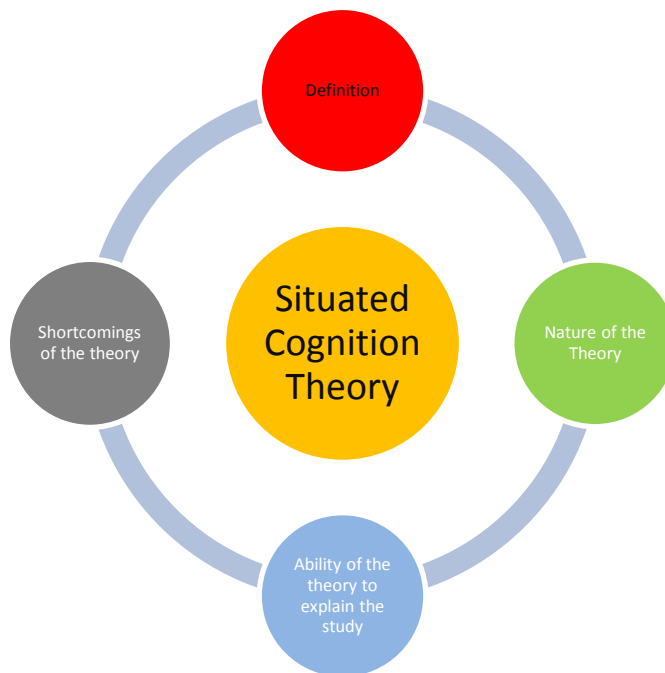 Definition
Situated
Cognition
Theory
Nature of the
Theory
Ability of the
theory to
explain the
study
Shortcomings
of the theory